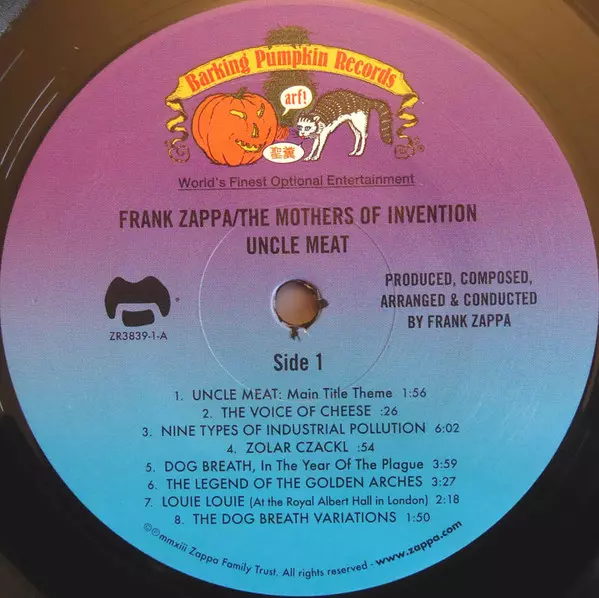 Barking Pumpkin Records
arf!
聖糞
World's Finest Optional Entertainment
FRANK ZAPPA/THE MOTHERS OF INVENTION
UNCLE MEAT
PRODUCED, COMPOSED,
ARRANGED & CONDUCTED
BY FRANK ZAPPA
ZR3839-1-A
Side 1
1. UNCLE MEAT: Main Title Theme 1:56
2. THE VOICE OF CHEESE :26
3. NINE TYPES OF INDUSTRIAL POLLUTION 6:02
4. ZOLAR CZACKL :54
5. DOG BREATH, In The Year Of The Plague 3:59
6. THE LEGEND OF THE GOLDEN ARCHES 3:27
7. LOUIE LOUIE (At the Royal Albert Hall in London) 2:18
8. THE DOG BREATH VARIATIONS 1:50
©℗mmxiii Zappa Family Trust. All rights reserved. www.zappa.com